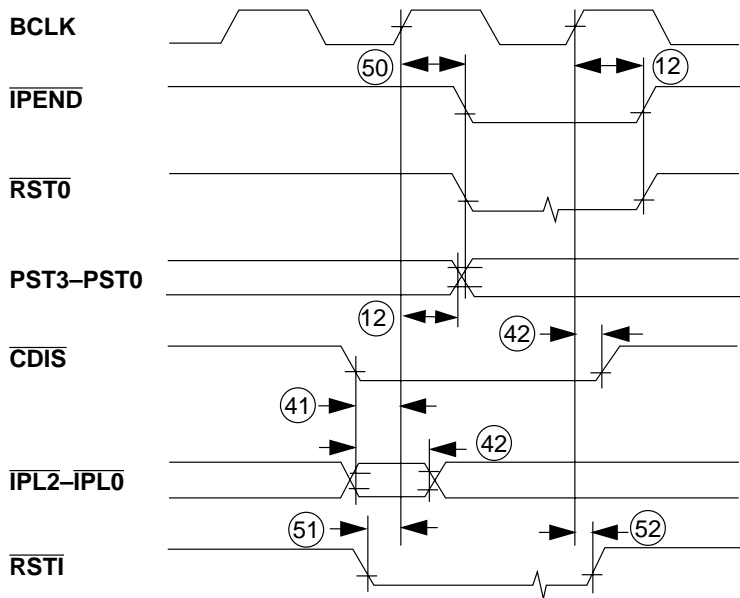 BCLK
50
12
IPEND
RST0
PST3–PST0
12
CDIS
42
41
42
IPL2–IPL0
51
52
RSTI